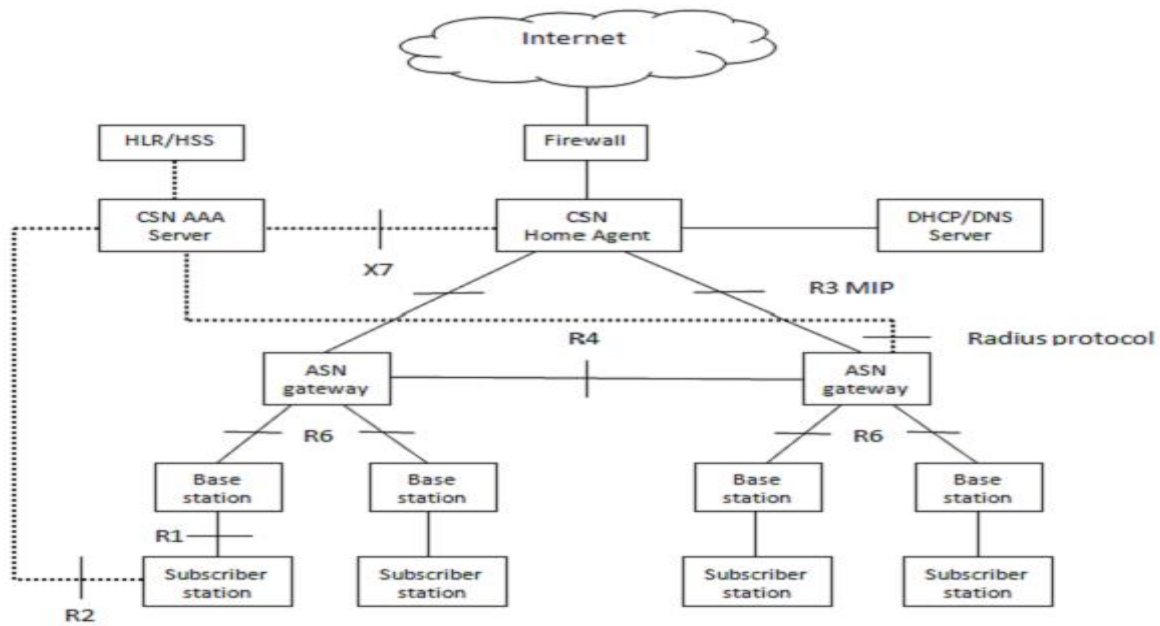 Internet
HLR/HSS
Firewall
CSN AAA
Server
CSN
Home Agent
DHCP/DNS
Server
X7
R3 MIP
R4
Radius protocol
ASN
gateway
ASN
gateway
R6
R6
Base
station
Base
station
Base
station
Base
station
R1
Subscriber
station
Subscriber
station
Subscriber
station
Subscriber
station
R2